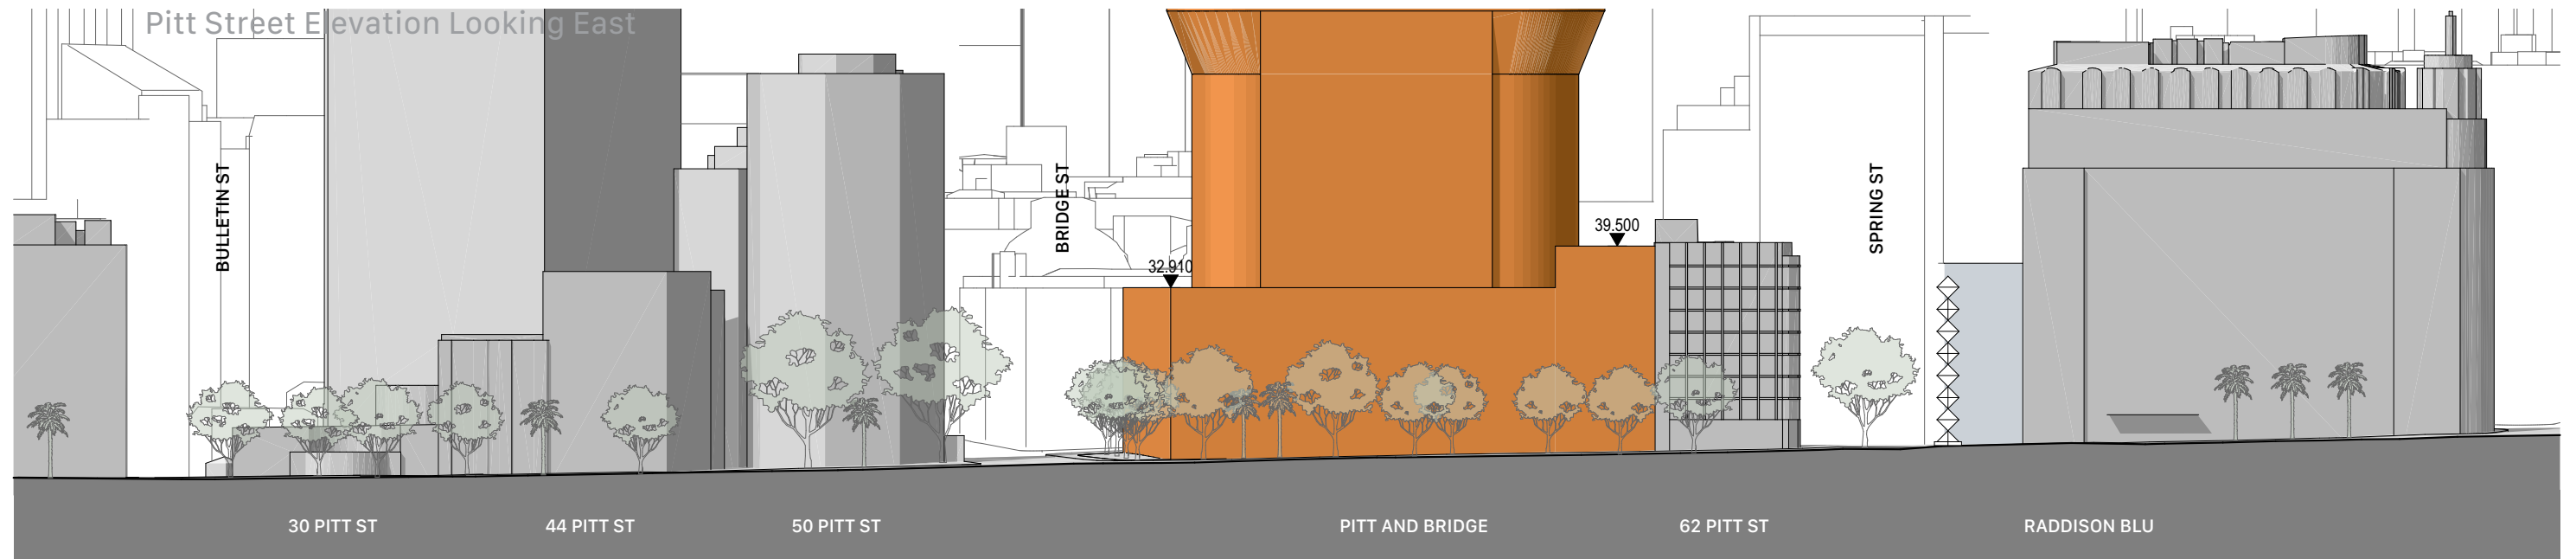 Pitt Street Elevation Looking East
BULLETIN ST
BRIDGE ST
SPRING ST
39.500
32.910
30 PITT ST
44 PITT ST
50 PITT ST
PITT AND BRIDGE
62 PITT ST
RADDISON BLU